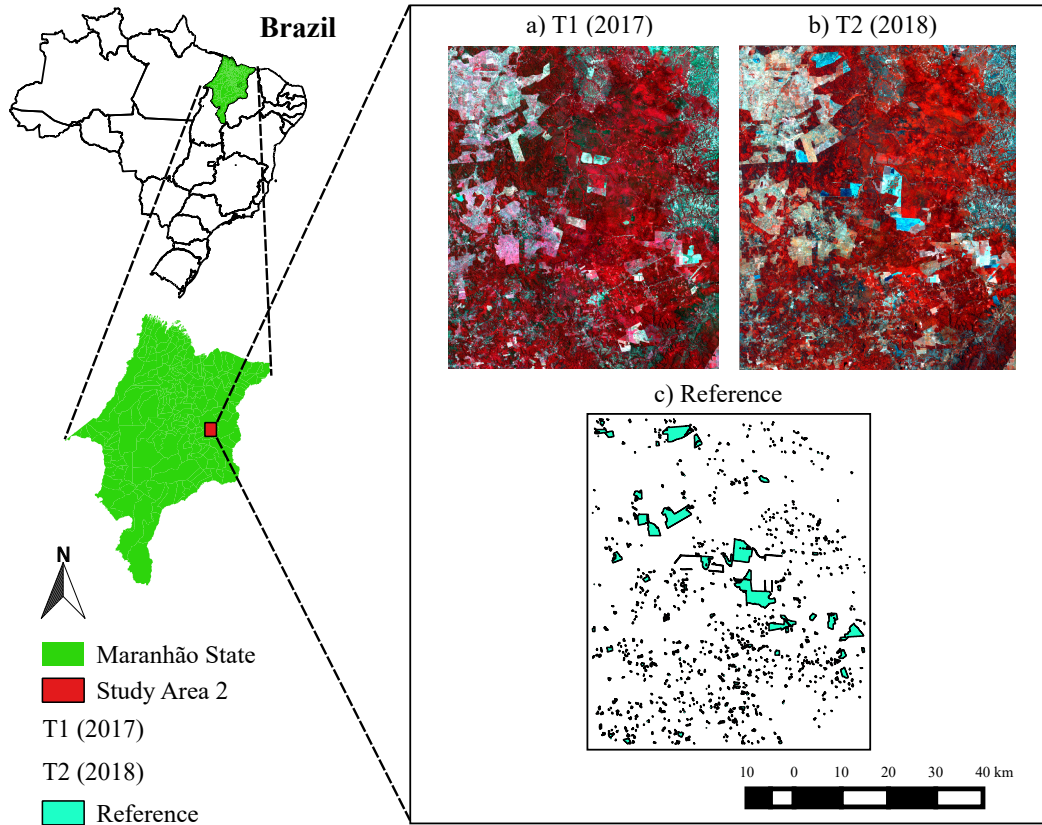 Brazil
a) T1 (2017)
b) T2 (2018)
c) Reference
N
Maranhão State
Study Area 2
T1 (2017)
T2 (2018)
Reference
10 0 10 20 30 40 km